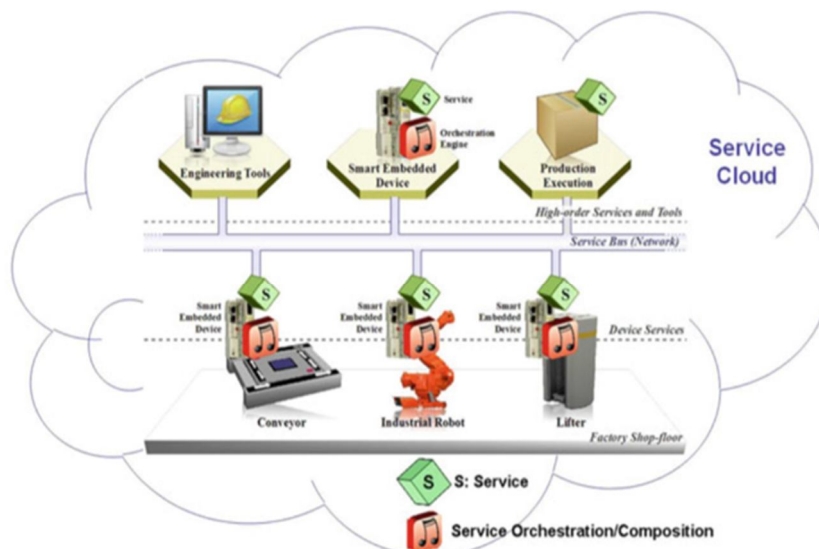 S
Service
S
Orchestration
Engine
Engineering Tools
Smart Embedded
Device
Production
Execution
Service
Cloud
High-order Services and Tools
Service Bus (Network)
S
S
S
Smart
Embedded
Device
Smart
Embedded
Device
Smart
Embedded
Device
Device Services
Conveyor
Industrial Robot
Lifter
Factory Shop-floor
S
S: Service
Service Orchestration/Composition